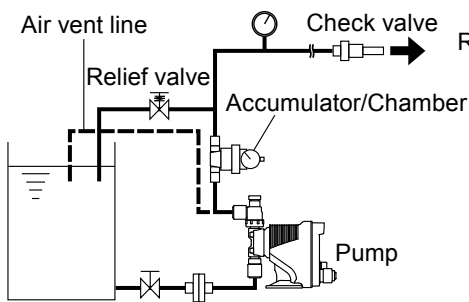 Air vent line
Check valve
R
Relief valve
Accumulator/Chamber
Pump